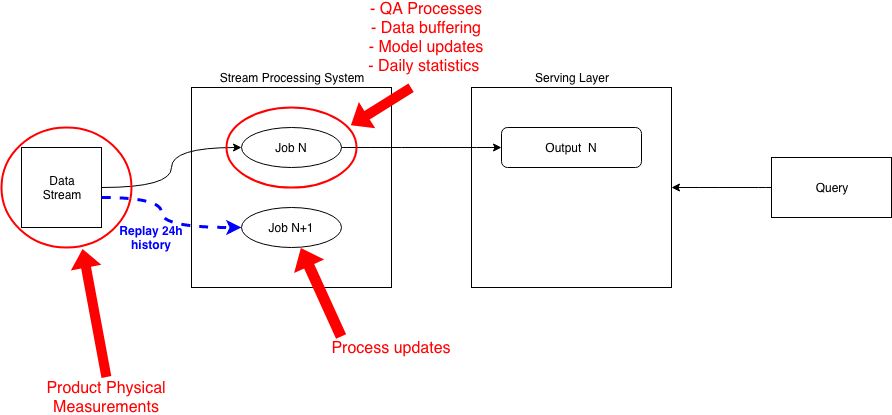 - QA Processes
- Data buffering
- Model updates
- Daily statistics
Stream Processing System
Serving Layer
Data
Stream
Job N
Output  N
Query
Replay 24h
history
Job N+1
Process updates
Product Physical
Measurements